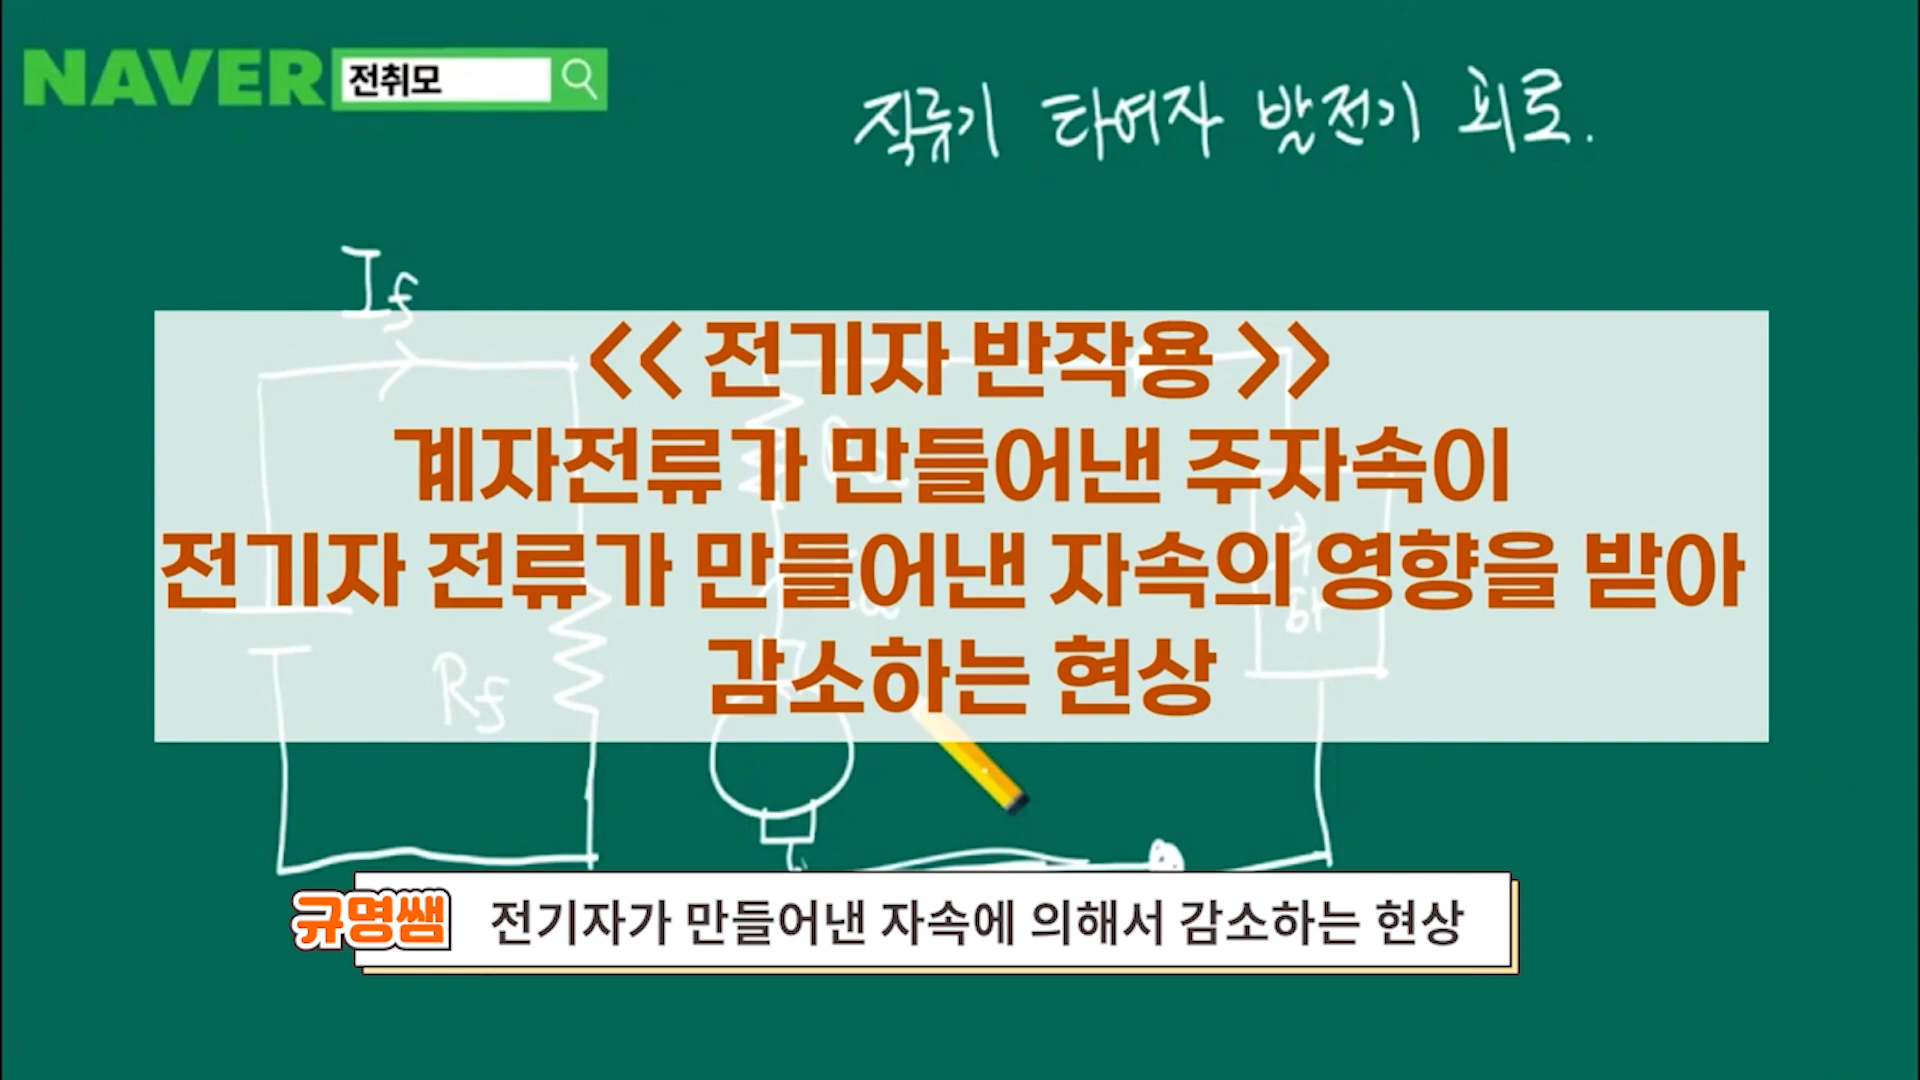 NAVER 전취모
직류기 타여자 발전기 회로.
If
<< 전기자 반작용 >>
계자전류가 만들어낸 주자속이
전기자 전류가 만들어낸 자속의 영향을 받아
감소하는 현상
Rf
부하
규명쌤 전기자가 만들어낸 자속에 의해서 감소하는 현상